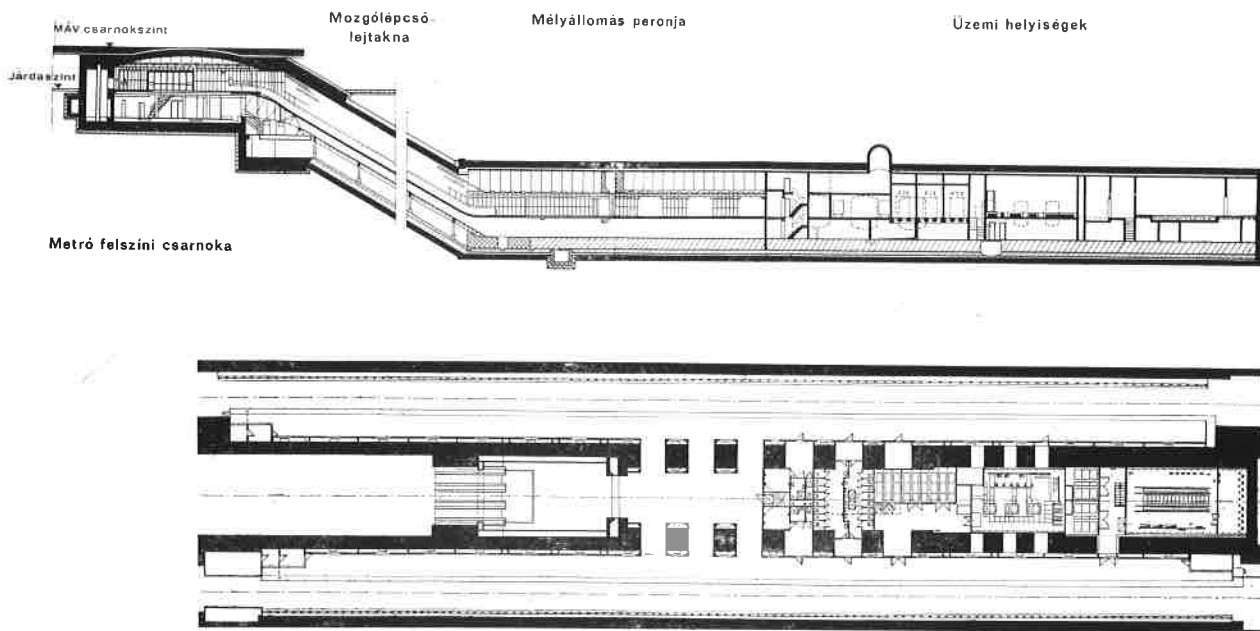 MÁV csarnokszint
Járdaszint
Mozgólépcső
lejtakna
Mélyállomás peronja
Üzemi helyiségek
Metró felszíni csarnoka